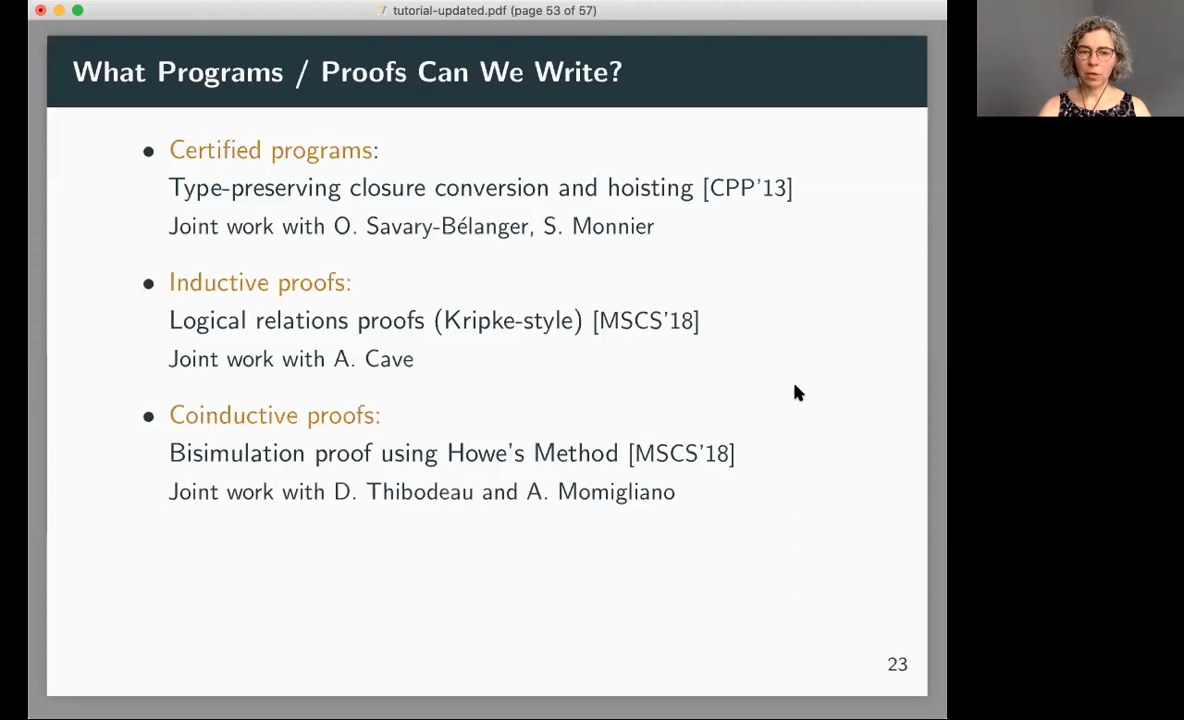 tutorial-updated.pdf (page 53 of 57)
What Programs / Proofs Can We Write?
• Certified programs:
Type-preserving closure conversion and hoisting [CPP'13]
Joint work with O. Savary-Bélanger, S. Monnier
• Inductive proofs:
Logical relations proofs (Kripke-style) [MSCS'18]
Joint work with A. Cave
• Coinductive proofs:
Bisimulation proof using Howe's Method [MSCS'18]
Joint work with D. Thibodeau and A. Momigliano
23